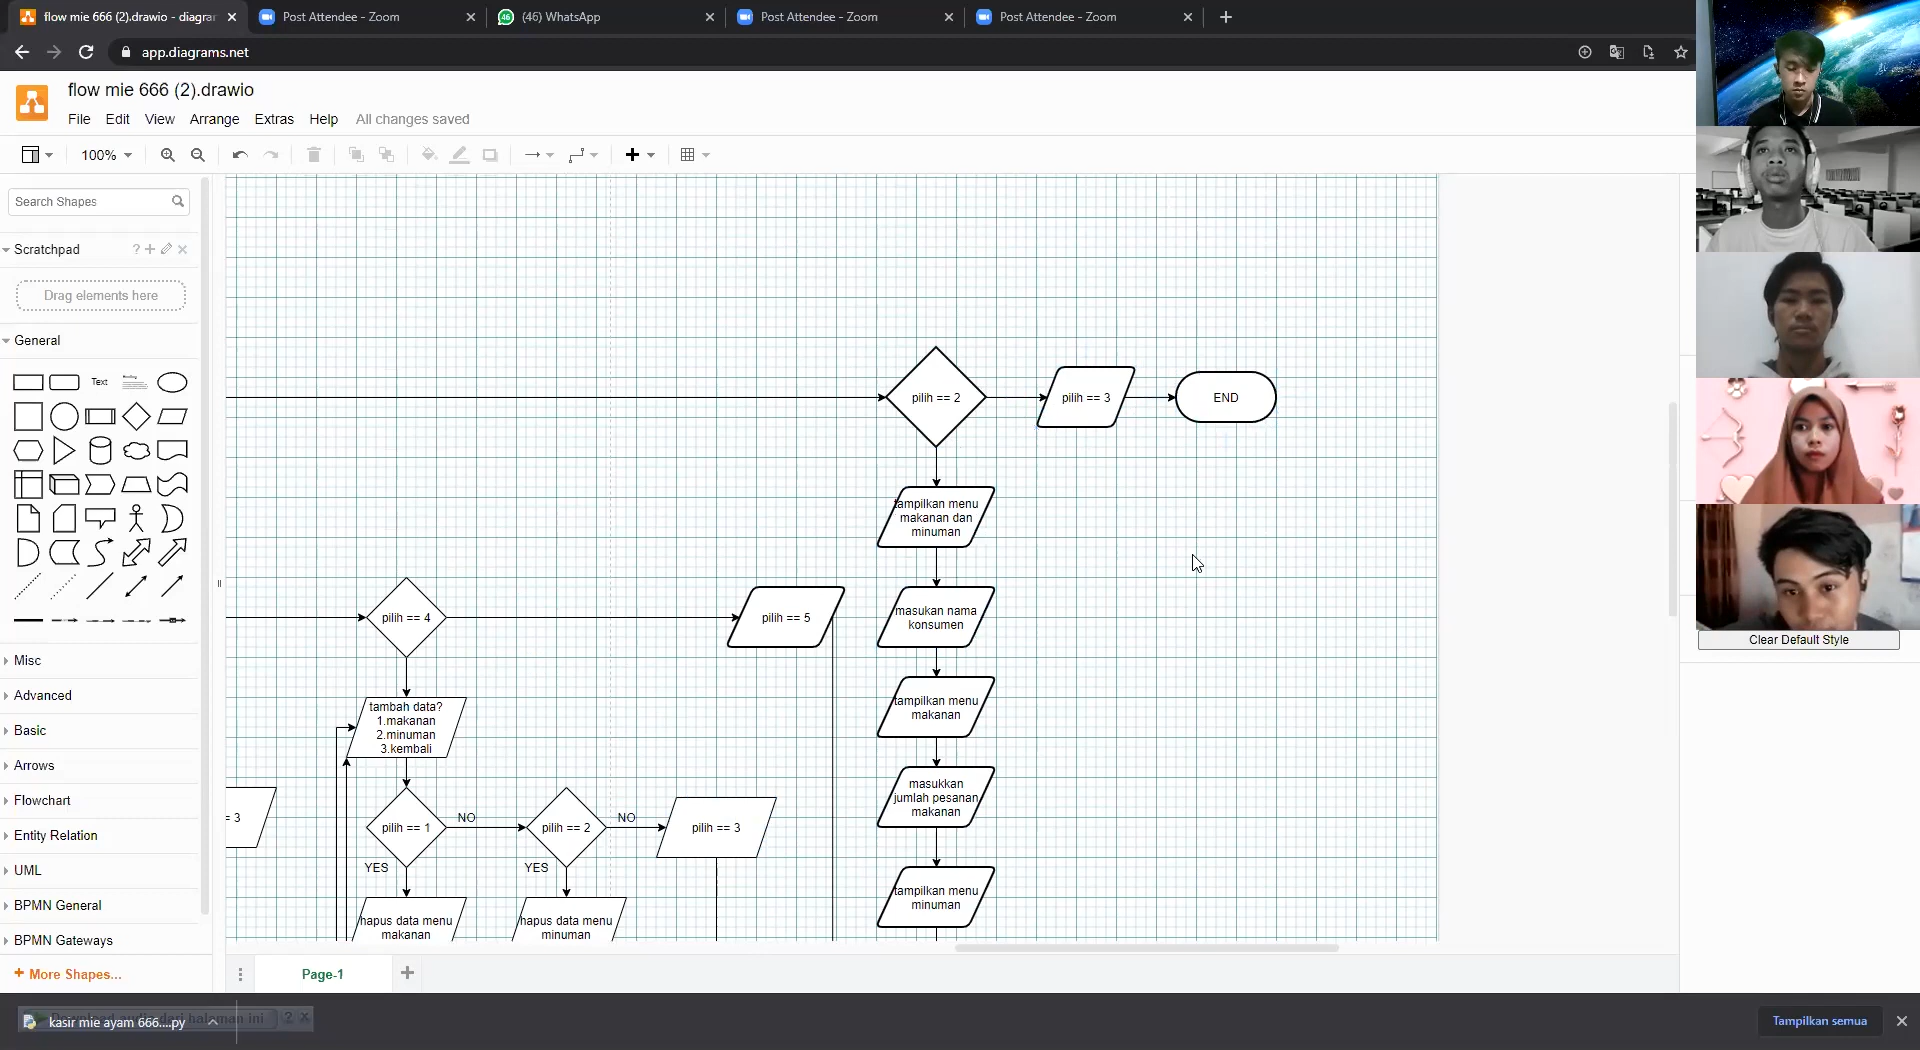 flow mie 666 (2).drawio - diagram
Post Attendee - Zoom
(46) WhatsApp
Post Attendee - Zoom
Post Attendee - Zoom
app.diagrams.net
flow mie 666 (2).drawio
File Edit View Arrange Extras Help All changes saved
100%
Search Shapes
Scratchpad
Drag elements here
General
Text
Heading
Misc
Advanced
Basic
Arrows
Flowchart
Entity Relation
UML
BPMN General
BPMN Gateways
+ More Shapes...
pilih == 2
pilih == 3
END
tampilkan menu
makanan dan
minuman
pilih == 4
pilih == 5
masukan nama
konsumen
tambah data?
1.makanan
2.minuman
3.kembali
tampilkan menu
makanan
= 3
pilih == 1
NO
pilih == 2
NO
pilih == 3
YES
YES
masukkan
jumlah pesanan
makanan
hapus data menu
makanan
hapus data menu
minuman
tampilkan menu
minuman
Clear Default Style
Page-1
kasir mie ayam 666....py
Tampilkan semua